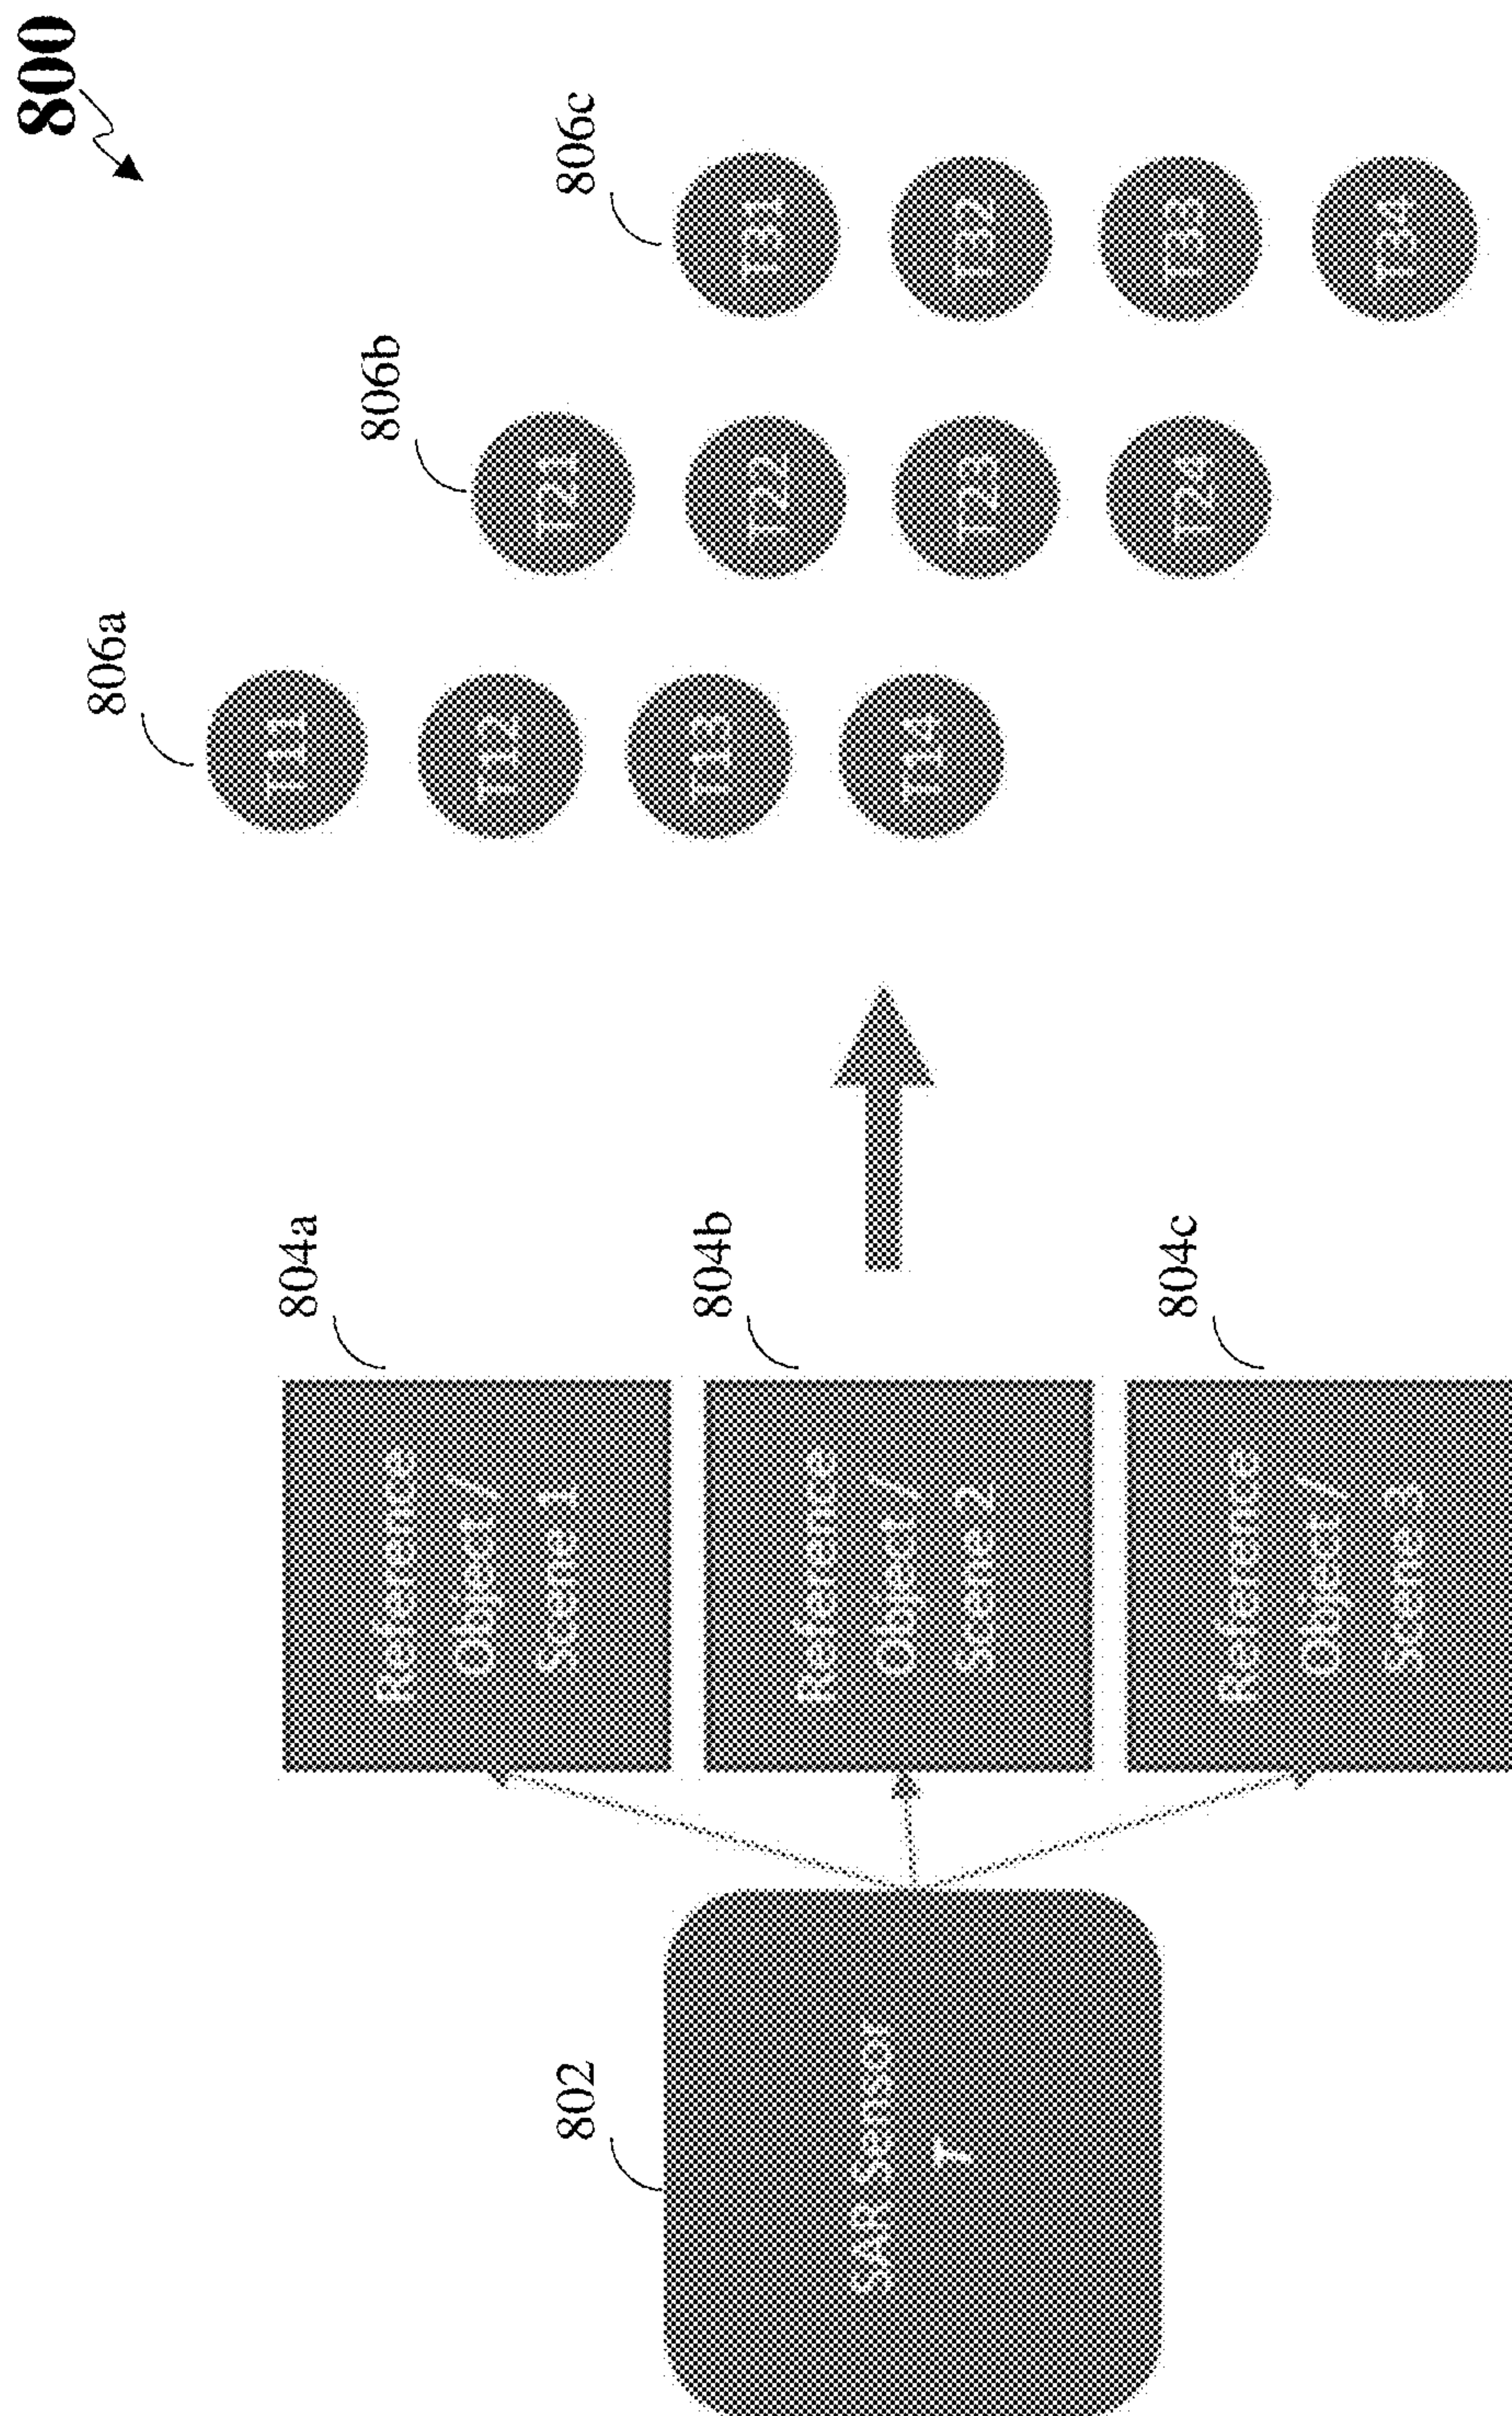 800
802
SAR Sensor
T
804a
Reference
Object/
Scene 1
804b
Reference
Object/
Scene 2
804c
Reference
Object/
Scene 3
806a
T11
T12
T13
T14
806b
T21
T22
T23
T24
806c
T31
T32
T33
T34